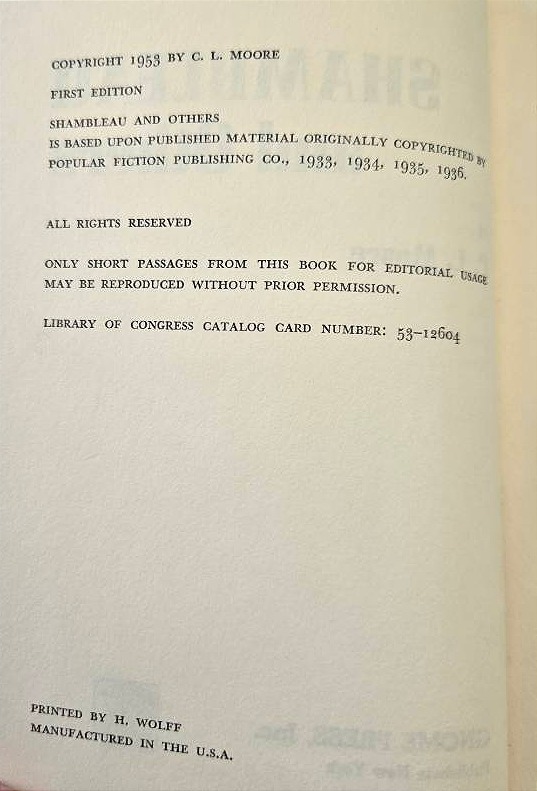 COPYRIGHT 1953 BY C. L. MOORE
FIRST EDITION
SHAMBLEAU AND OTHERS
IS BASED UPON PUBLISHED MATERIAL ORIGINALLY COPYRIGHTED BY
POPULAR FICTION PUBLISHING CO., 1933, 1934, 1935, 1936.
ALL RIGHTS RESERVED
ONLY SHORT PASSAGES FROM THIS BOOK FOR EDITORIAL USAGE
MAY BE REPRODUCED WITHOUT PRIOR PERMISSION.
LIBRARY OF CONGRESS CATALOG CARD NUMBER: 53–12604
PRINTED BY H. WOLFF
MANUFACTURED IN THE U.S.A.